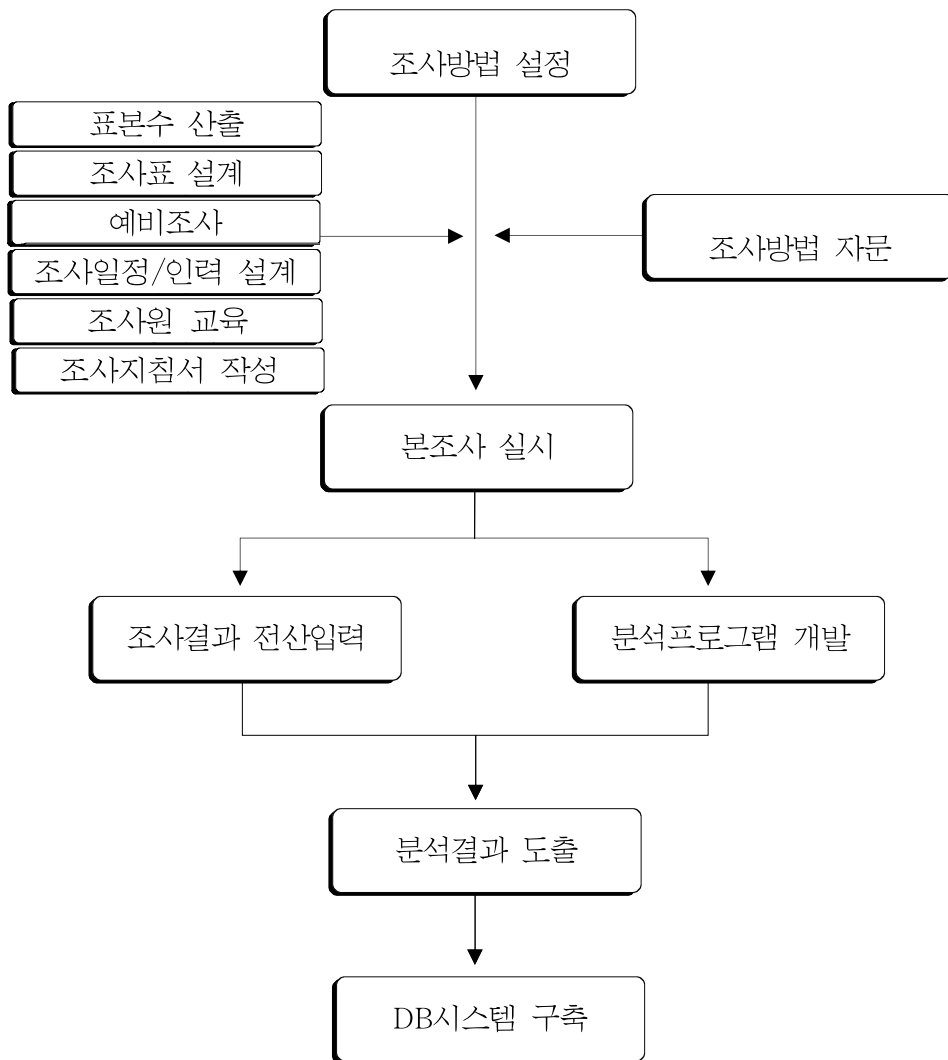 조사방법 설정
표본수 산출
조사표 설계
예비조사
조사일정/인력 설계
조사원 교육
조사지침서 작성
조사방법 자문
본조사 실시
조사결과 전산입력
분석프로그램 개발
분석결과 도출
DB시스템 구축